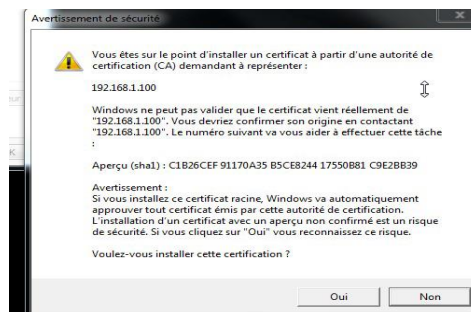 Avertissement de sécurité
Vous êtes sur le point d'installer un certificat à partir d'une autorité de
certification (CA) demandant à représenter :
192.168.1.100
Windows ne peut pas valider que le certificat vient réellement de
"192.168.1.100". Vous devriez confirmer son origine en contactant
"192.168.1.100". Le numéro suivant va vous aider à effectuer cette tâche
:
Aperçu (sha1) : C1B26CEF 91170A35 B5CE8244 17550B81 C9E2BB39
Avertissement :
Si vous installez ce certificat racine, Windows va automatiquement
approuver tout certificat émis par cette autorité de certification.
L'installation d'un certificat avec un aperçu non confirmé est un risque
de sécurité. Si vous cliquez sur "Oui" vous reconnaissez ce risque.
Voulez-vous installer cette certification ?
Oui
Non